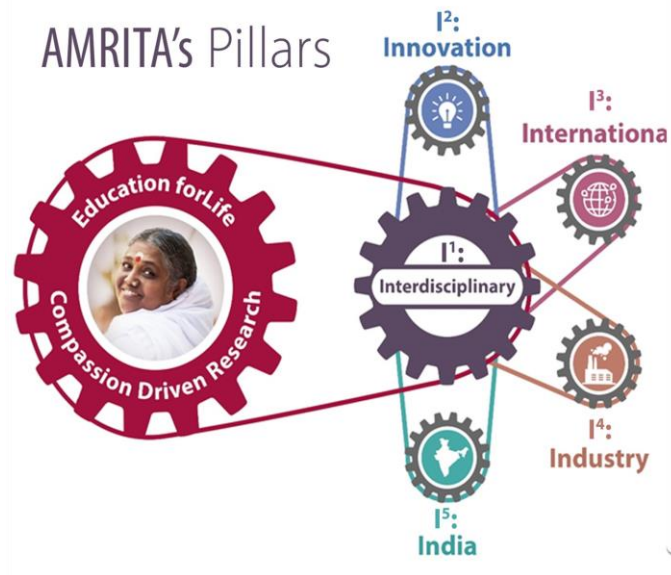 AMRITA's Pillars
I²:
Innovation
I³:
Internationa
Education forLife
Compassion Driven Research
I¹:
Interdisciplinary
I⁴:
Industry
I⁵:
India